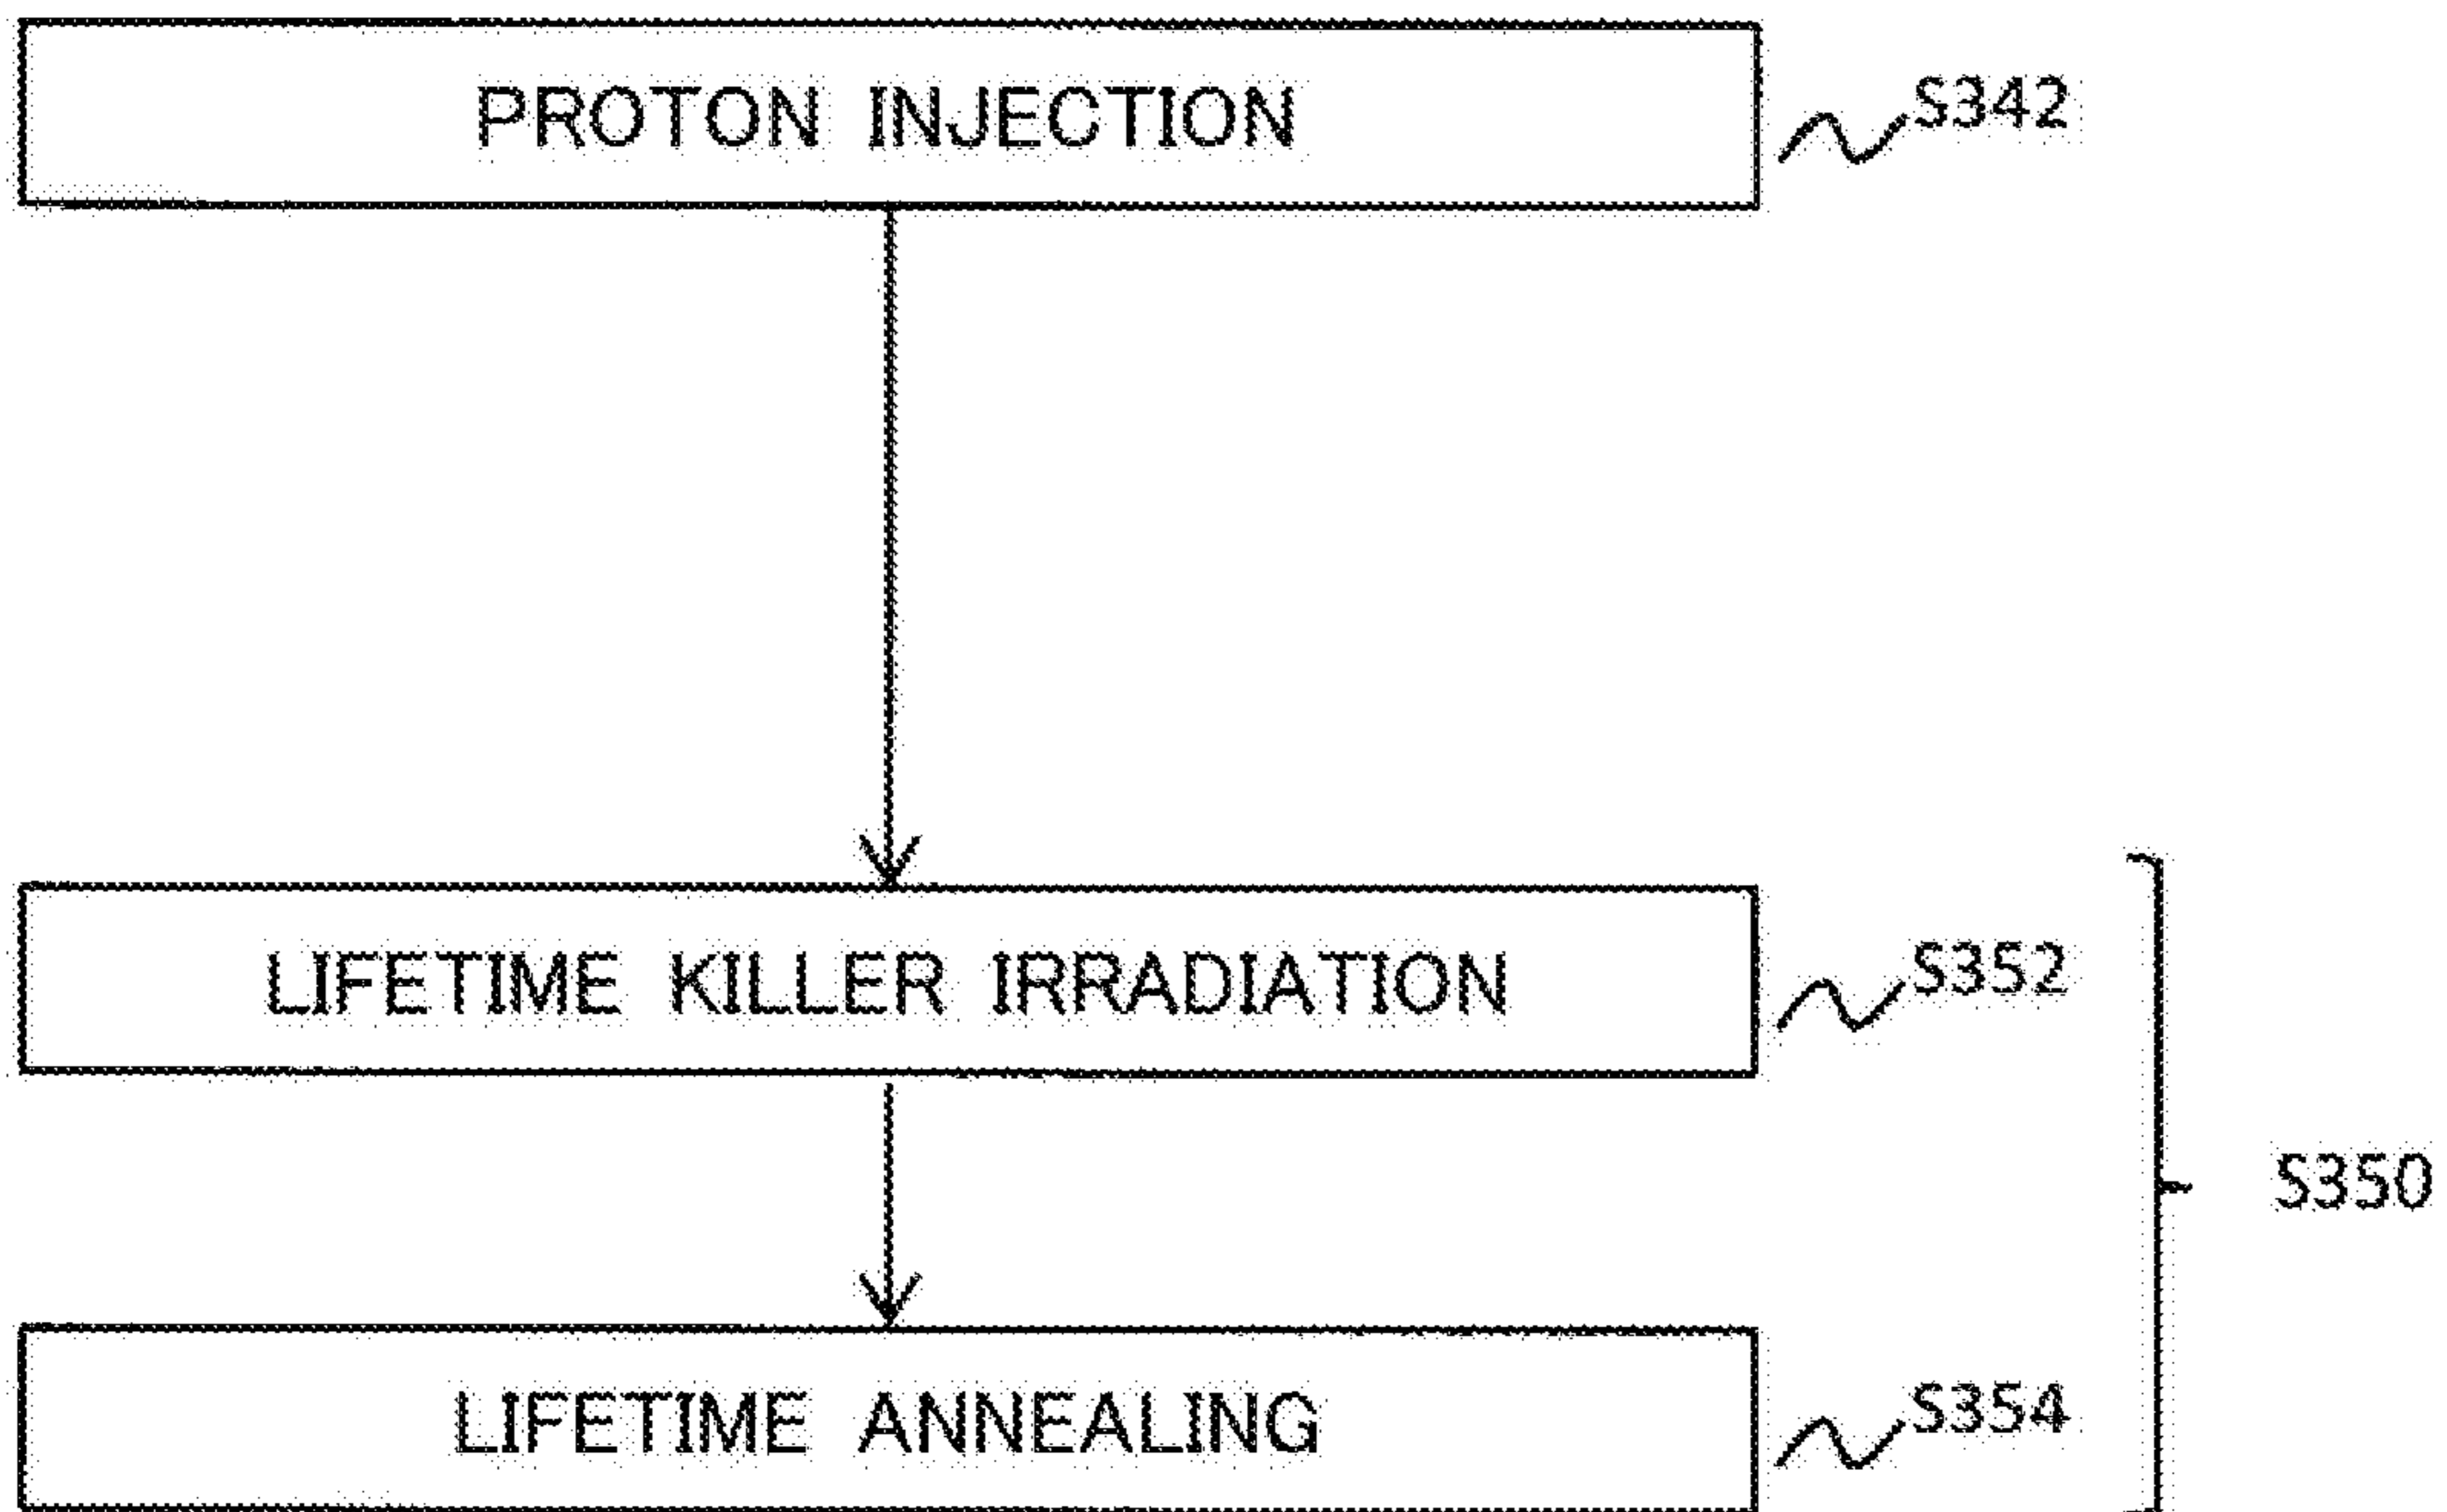 PROTON INJECTION
S342
LIFETIME KILLER IRRADIATION
S352
S350
LIFETIME ANNEALING
S354